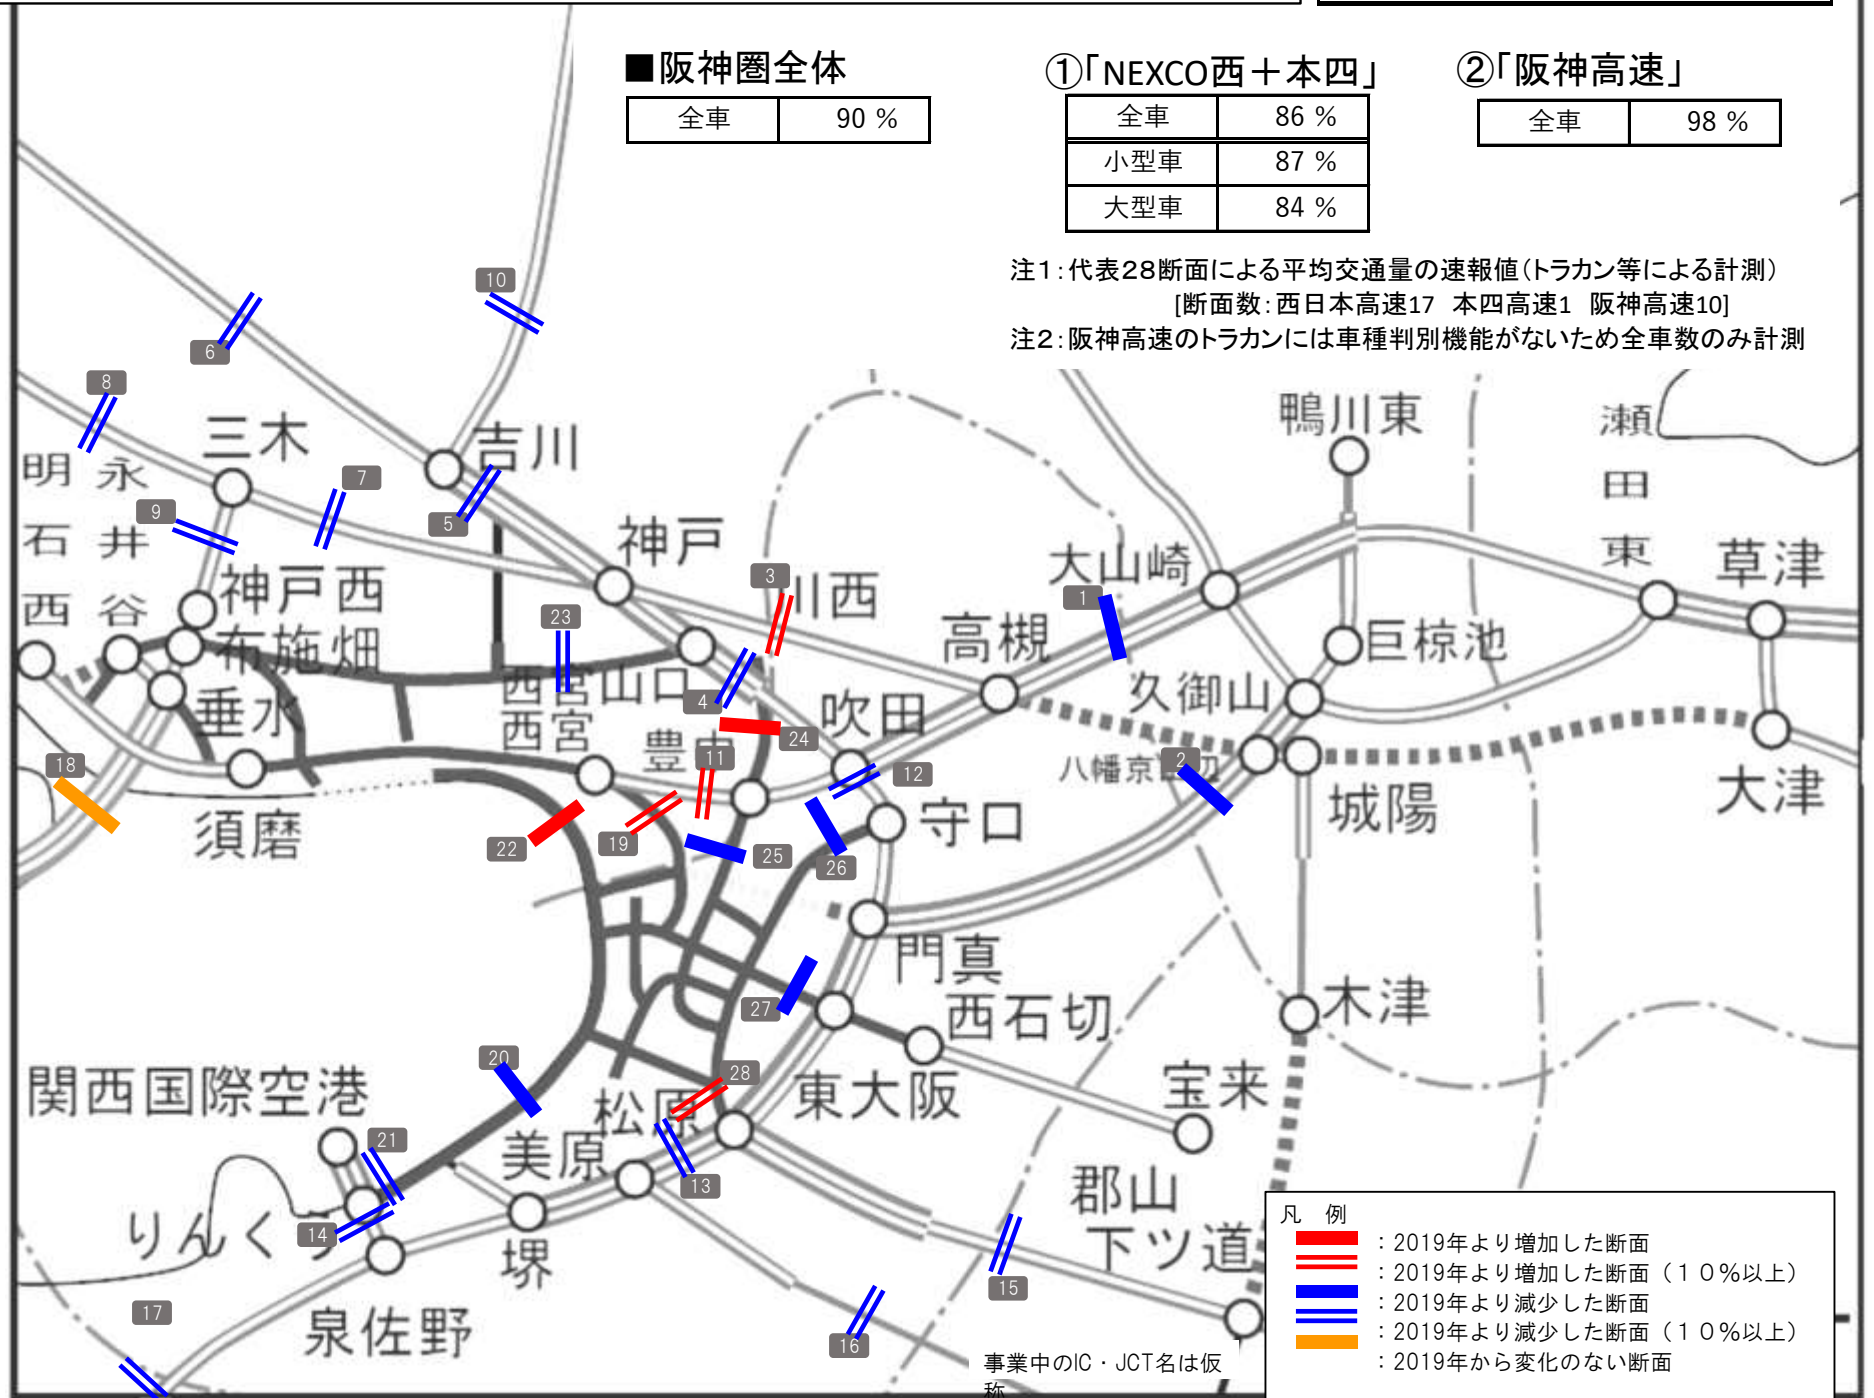 ■阪神圏全体
全車 90 %
①「NEXCO西＋本四」
全車 86 %
小型車 87 %
大型車 84 %
②「阪神高速」
全車 98 %
注1：代表28断面による平均交通量の速報値（トラカン等による計測）
[断面数：西日本高速17 本四高速1 阪神高速10]
注2：阪神高速のトラカンには車種判別機能がないため全車数のみ計測
10
6
8
三木
吉川
鴨川東
瀬田東
明石西
永井谷
7
9
5
神戸
大山崎
草津
3
川西
1
神戸西
布施畑
23
高槻
巨椋池
西宮山口
4
久御山
垂水
西宮
24
吹田
豊中
11
12
八幡京田辺
2
18
大津
須磨
22
19
25
26
守口
城陽
門真
27
西石切
木津
20
関西国際空港
28
松原
東大阪
宝来
21
美原
13
郡山
下ツ道
りんくう
14
堺
15
17
泉佐野
16
事業中のIC・JCT名は仮
称
凡 例
：2019年より増加した断面
：2019年より増加した断面（１０％以上）
：2019年より減少した断面
：2019年より減少した断面（１０％以上）
：2019年から変化のない断面